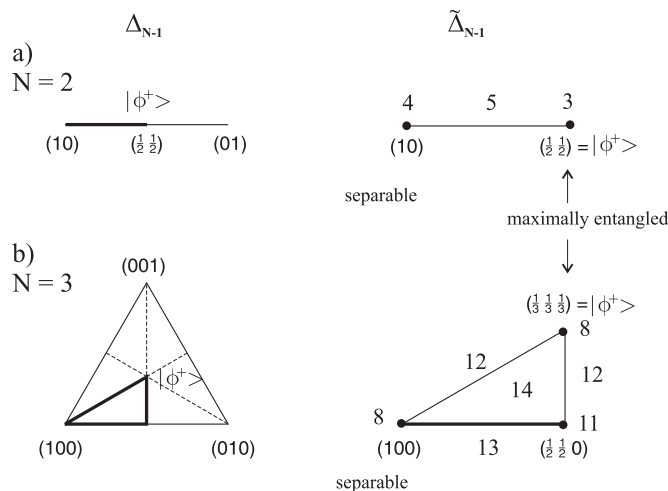 Δ_{N-1} Δ̃_{N-1}
a)
N = 2
|ϕ⁺>
(10) (½ ½) (01)
4 5 3
(10) (½ ½) = |ϕ⁺>
separable
maximally entangled
b)
N = 3
(001)
|ϕ⁺>
(100) (010)
(⅓ ⅓ ⅓) = |ϕ⁺>
8
12
14 12
8 11
(100) 13 (½ ½ 0)
separable